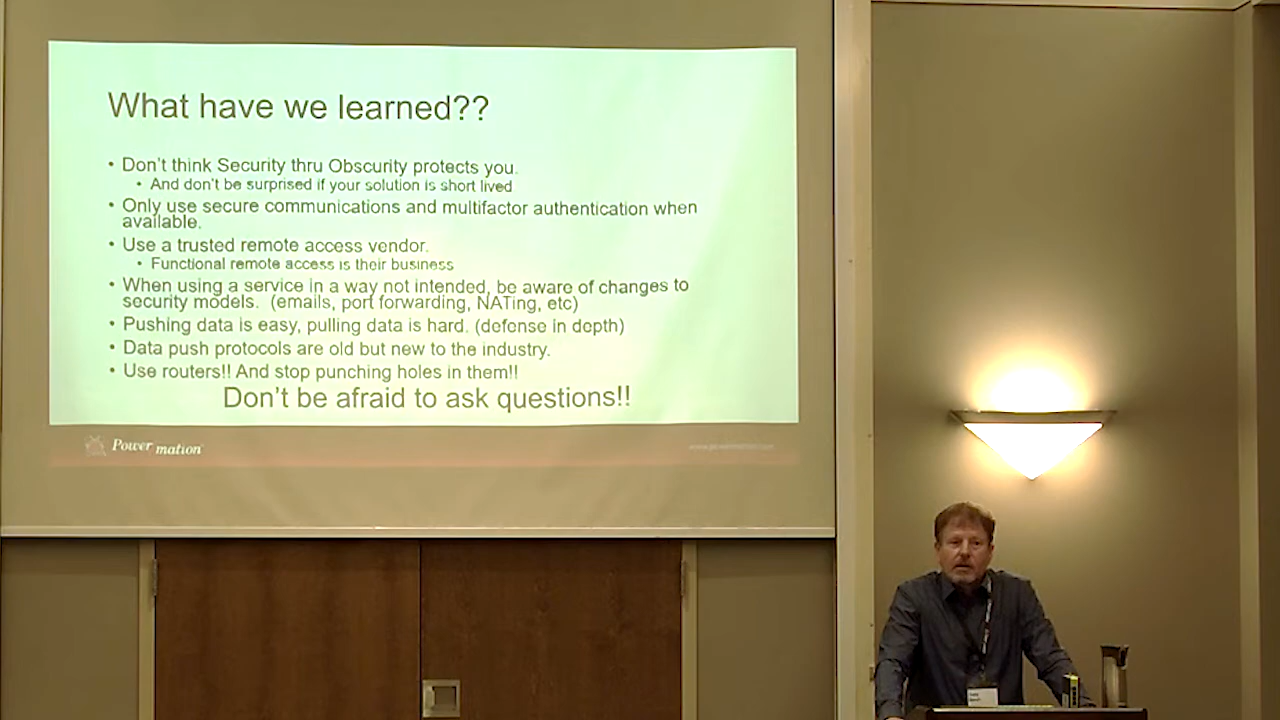 What have we learned??
• Don't think Security thru Obscurity protects you.
• And don't be surprised if your solution is short lived
• Only use secure communications and multifactor authentication when
available.
• Use a trusted remote access vendor.
• Functional remote access is their business
• When using a service in a way not intended, be aware of changes to
security models. (emails, port forwarding, NATing, etc)
• Pushing data is easy, pulling data is hard. (defense in depth)
• Data push protocols are old but new to the industry.
• Use routers!! And stop punching holes in them!!
Don't be afraid to ask questions!!
Power mation